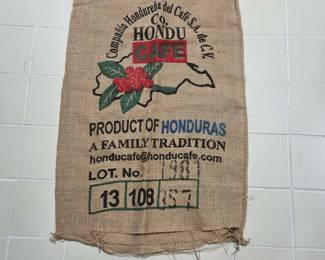 Compañia Hondureña del Café S.A. de C.V.
Co.
HONDU
CAFE
PRODUCT OF HONDURAS
A FAMILY TRADITION
honducafe@honducafe.com
LOT. No.
13 108